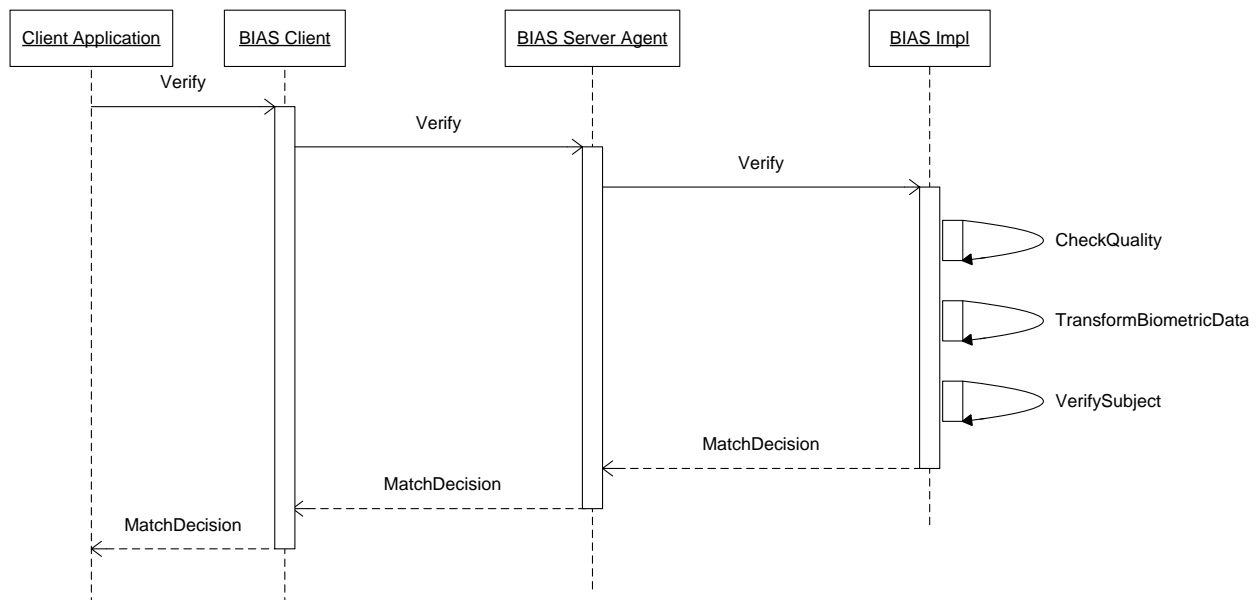 Client Application
BIAS Client
BIAS Server Agent
BIAS Impl
Verify
Verify
Verify
CheckQuality
TransformBiometricData
VerifySubject
MatchDecision
MatchDecision
MatchDecision